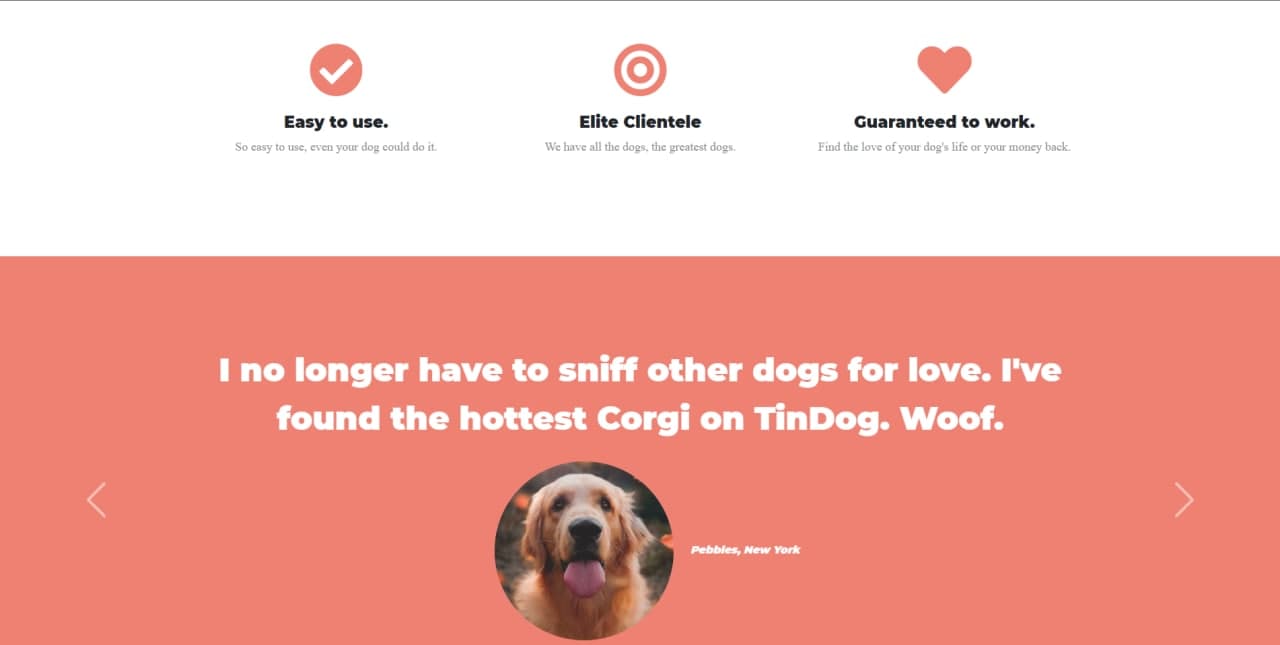 Easy to use.
So easy to use, even your dog could do it.
Elite Clientele
We have all the dogs, the greatest dogs.
Guaranteed to work.
Find the love of your dog's life or your money back.
I no longer have to sniff other dogs for love. I've
found the hottest Corgi on TinDog. Woof.
Pebbles, New York